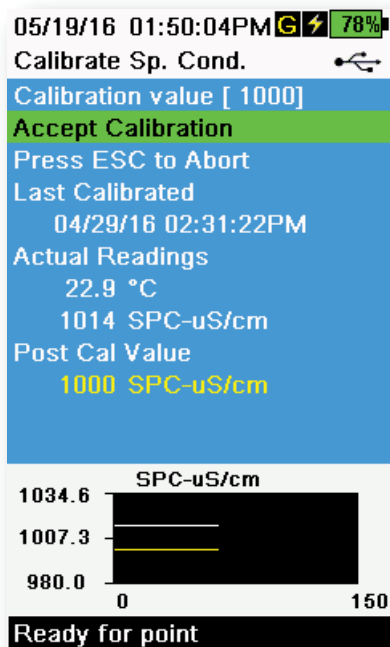 05/19/16 01:50:04PM G 78%
Calibrate Sp. Cond.
Calibration value [ 1000]
Accept Calibration
Press ESC to Abort
Last Calibrated
04/29/16 02:31:22PM
Actual Readings
22.9 °C
1014 SPC-uS/cm
Post Cal Value
1000 SPC-uS/cm
SPC-uS/cm
1034.6
1007.3
980.0
0 150
Ready for point